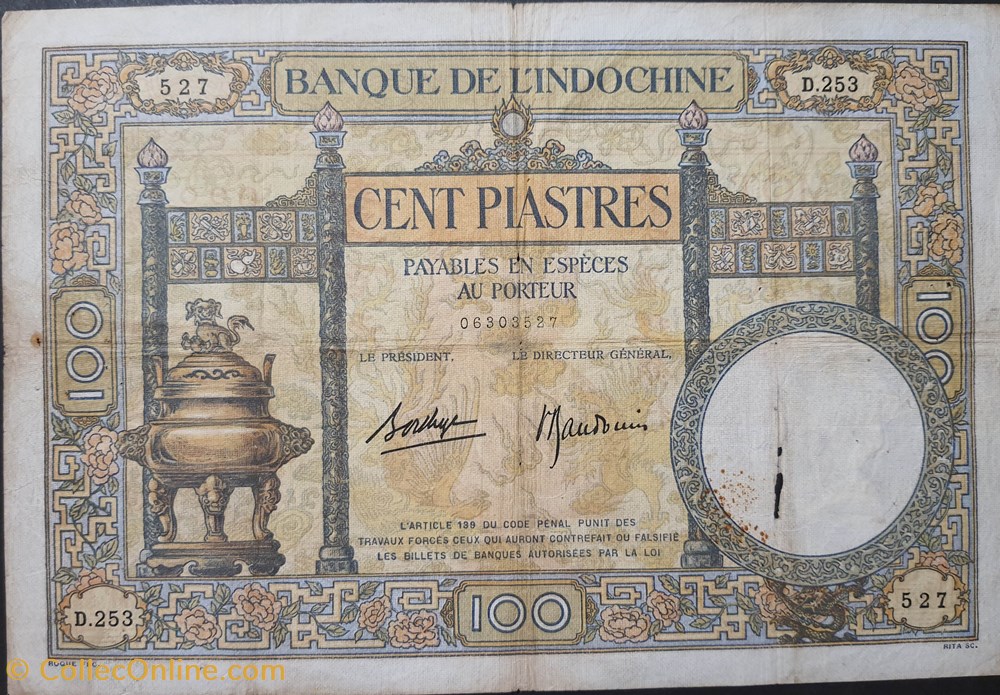 527
BANQUE DE L'INDOCHINE
D.253
CENT PIASTRES
PAYABLES EN ESPÈCES
AU PORTEUR
06303527
LE PRÉSIDENT,
LE DIRECTEUR GÉNÉRAL,
100
100
L'ARTICLE 139 DU CODE PÉNAL PUNIT DES
TRAVAUX FORCÉS CEUX QUI AURONT CONTREFAIT OU FALSIFIÉ
LES BILLETS DE BANQUES AUTORISÉES PAR LA LOI
D.253
100
527
RITA SC.
© CollecOnline.com